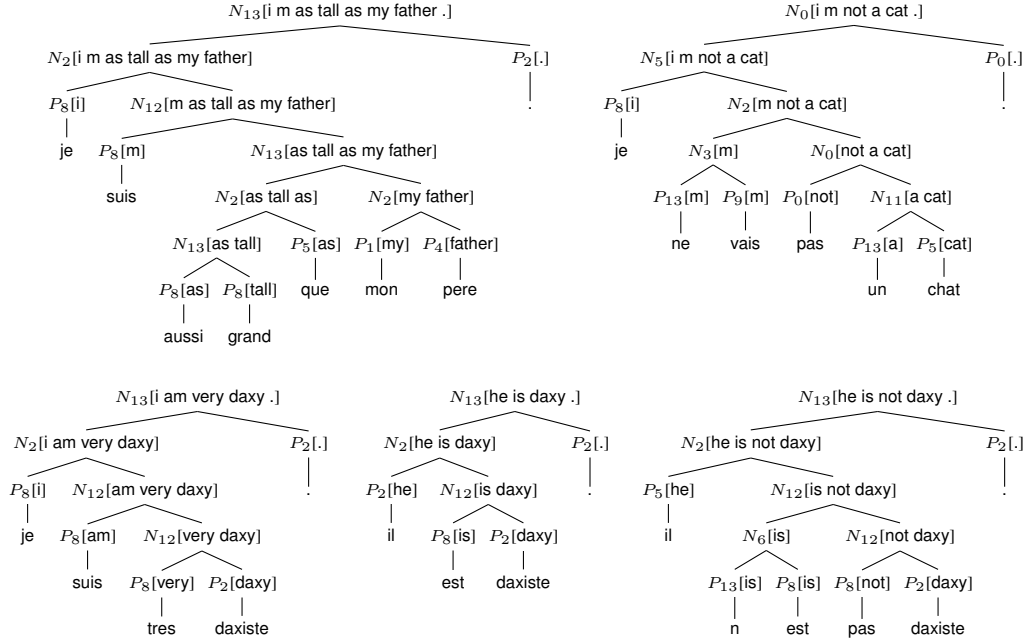 N13[i m as tall as my father .] N0[i m not a cat .]
N2[i m as tall as my father] P2[.] N5[i m not a cat] P0[.]
P8[i] N12[m as tall as my father] . P8[i] N2[m not a cat] .
je P8[m] N13[as tall as my father] je N3[m] N0[not a cat]
suis N2[as tall as] N2[my father] P13[m] P9[m] P0[not] N11[a cat]
N13[as tall] P5[as] P1[my] P4[father] ne vais pas P13[a] P5[cat]
P8[as] P8[tall] que mon pere un chat
aussi grand
N13[i am very daxy .] N13[he is daxy .] N13[he is not daxy .]
N2[i am very daxy] P2[.] N2[he is daxy] P2[.] N2[he is not daxy] P2[.]
P8[i] N12[am very daxy] . P2[he] N12[is daxy] . P5[he] N12[is not daxy] .
je P8[am] N12[very daxy] il P8[is] P2[daxy] il N6[is] N12[not daxy]
suis P8[very] P2[daxy] est daxiste P13[is] P8[is] P8[not] P2[daxy]
tres daxiste n est pas daxiste